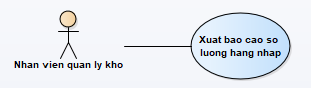 Nhan vien quan ly kho
Xuat bao cao so
luong hang nhap